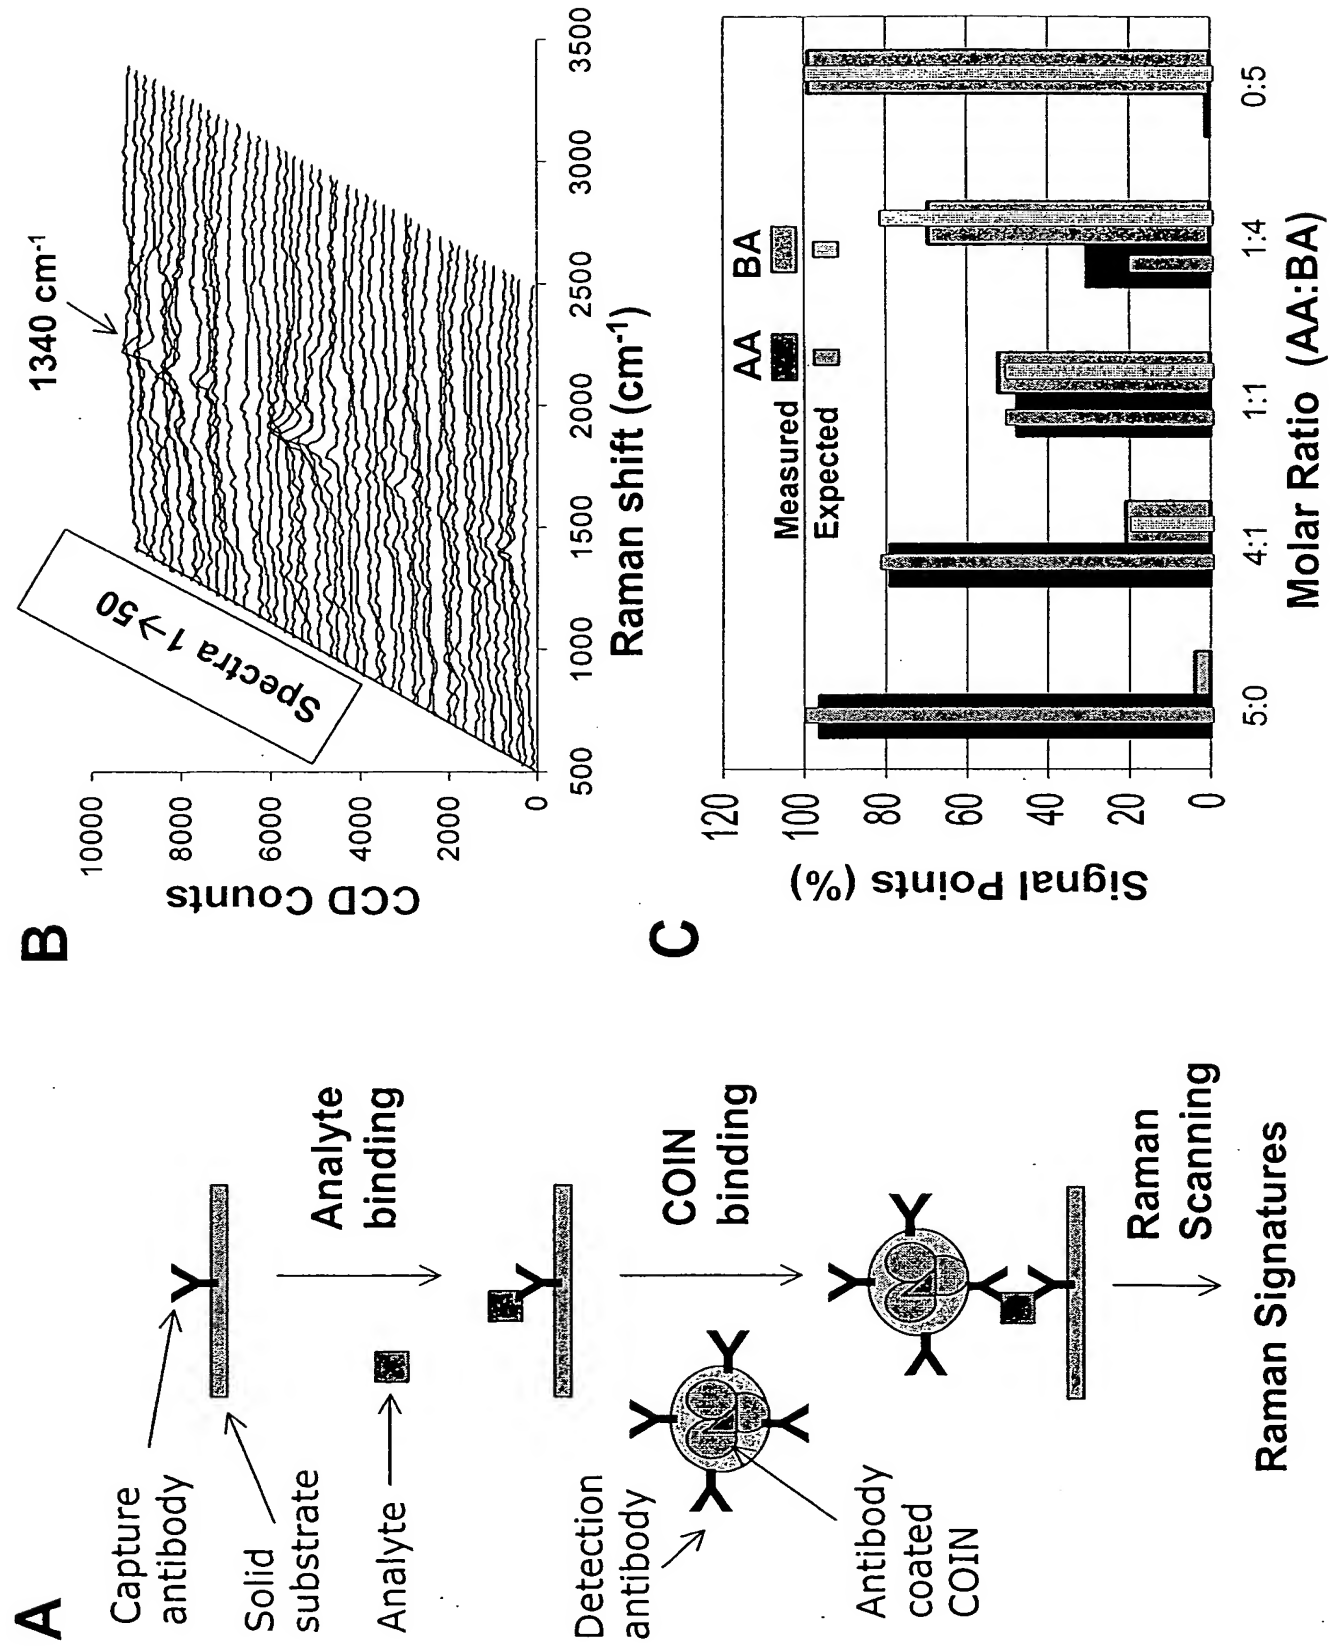 A
Capture
antibody
Solid
substrate
Analyte
Analyte
binding
Detection
antibody
COIN
binding
Antibody
coated
COIN
Raman
Scanning
Raman Signatures
B
1340 cm⁻¹
Spectra 1→50
CCD Counts
10000
8000
6000
4000
2000
0
500 1000 1500 2000 2500 3000 3500
Raman shift (cm⁻¹)
C
AA BA
Measured
Expected
Signal Points (%)
120
100
80
60
40
20
0
5:0 4:1 1:1 1:4 0:5
Molar Ratio (AA:BA)